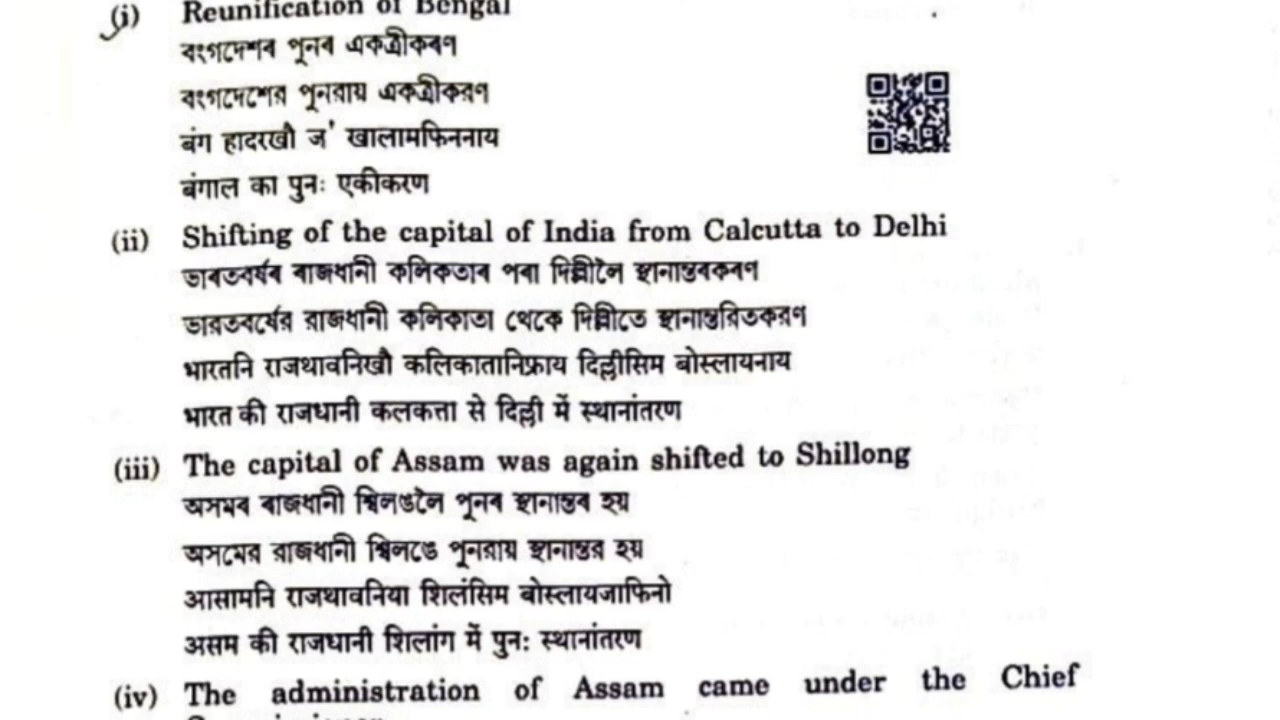 (i) Reunification of Bengal
বংগদেশৰ পুনৰ একত্ৰীকৰণ
বংগদেশের পুনরায় একত্রীকরণ
बंग हादरखौ ज' खालामफिननाय
बंगाल का पुनः एकीकरण
(ii) Shifting of the capital of India from Calcutta to Delhi
ভাৰতবৰ্ষৰ ৰাজধানী কলিকতাৰ পৰা দিল্লীলৈ স্থানান্তৰকৰণ
ভারতবর্ষের রাজধানী কলিকাতা থেকে দিল্লীতে স্থানান্তরিতকরণ
भारतनि राजथावनिखौ कलिकातानिफ्राय दिल्लीसिम बोस्लायनाय
भारत की राजधानी कलकत्ता से दिल्ली में स्थानांतरण
(iii) The capital of Assam was again shifted to Shillong
অসমৰ ৰাজধানী শ্বিলঙলৈ পুনৰ স্থানান্তৰ হয়
অসমের রাজধানী শ্বিলঙে পুনরায় স্থানান্তর হয়
आसामनि राजथावनिया शिलंसिम बोस्लायजाफिनो
असम की राजधानी शिलांग में पुनः स्थानांतरण
(iv) The administration of Assam came under the Chief